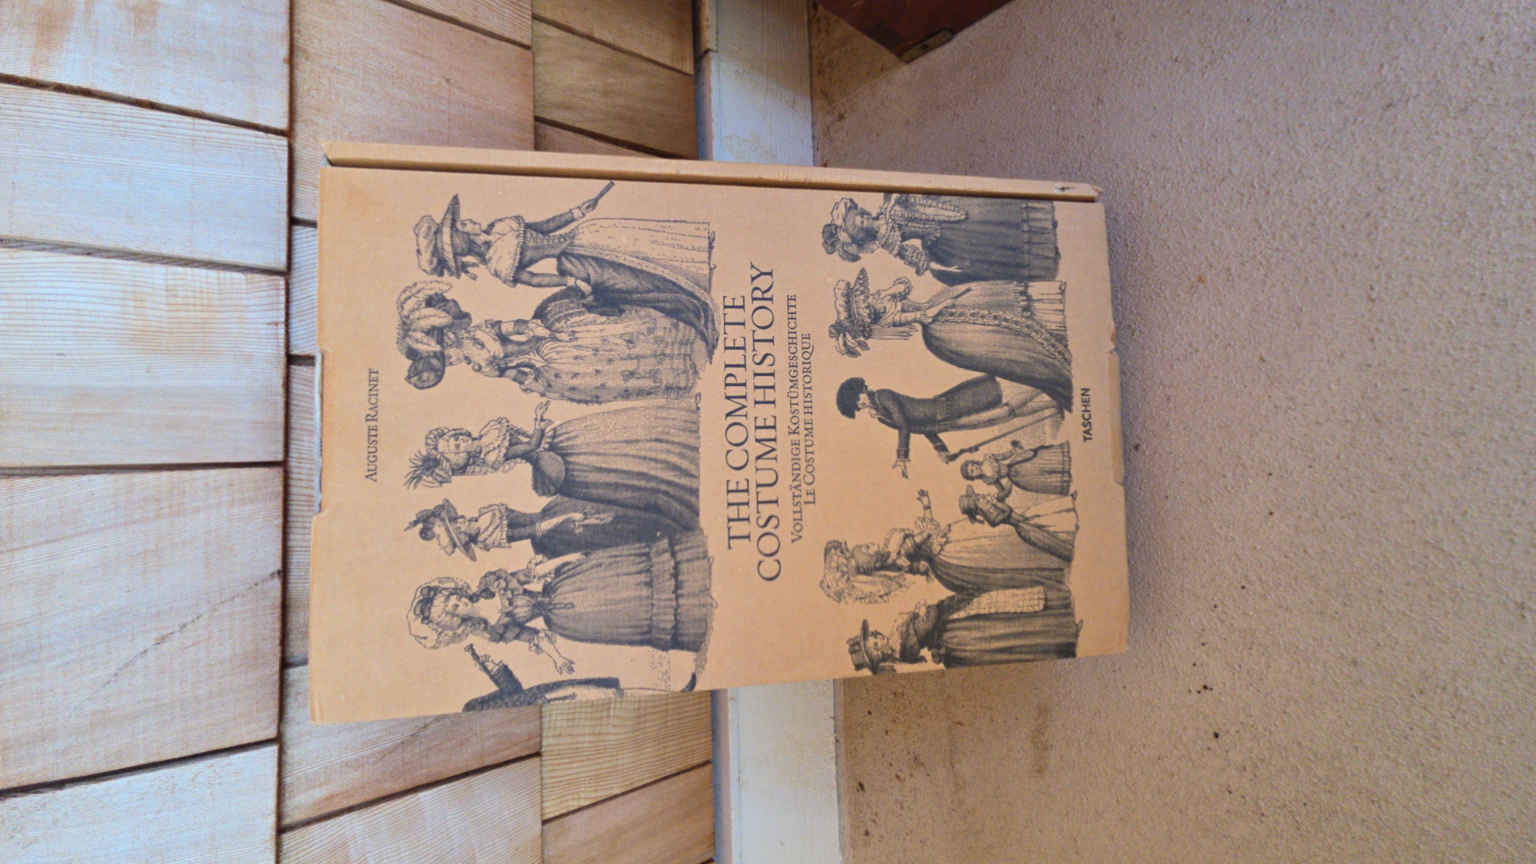 AUGUSTE RACINET
THE COMPLETE
COSTUME HISTORY
VOLLSTÄNDIGE KOSTÜMGESCHICHTE
LE COSTUME HISTORIQUE
TASCHEN